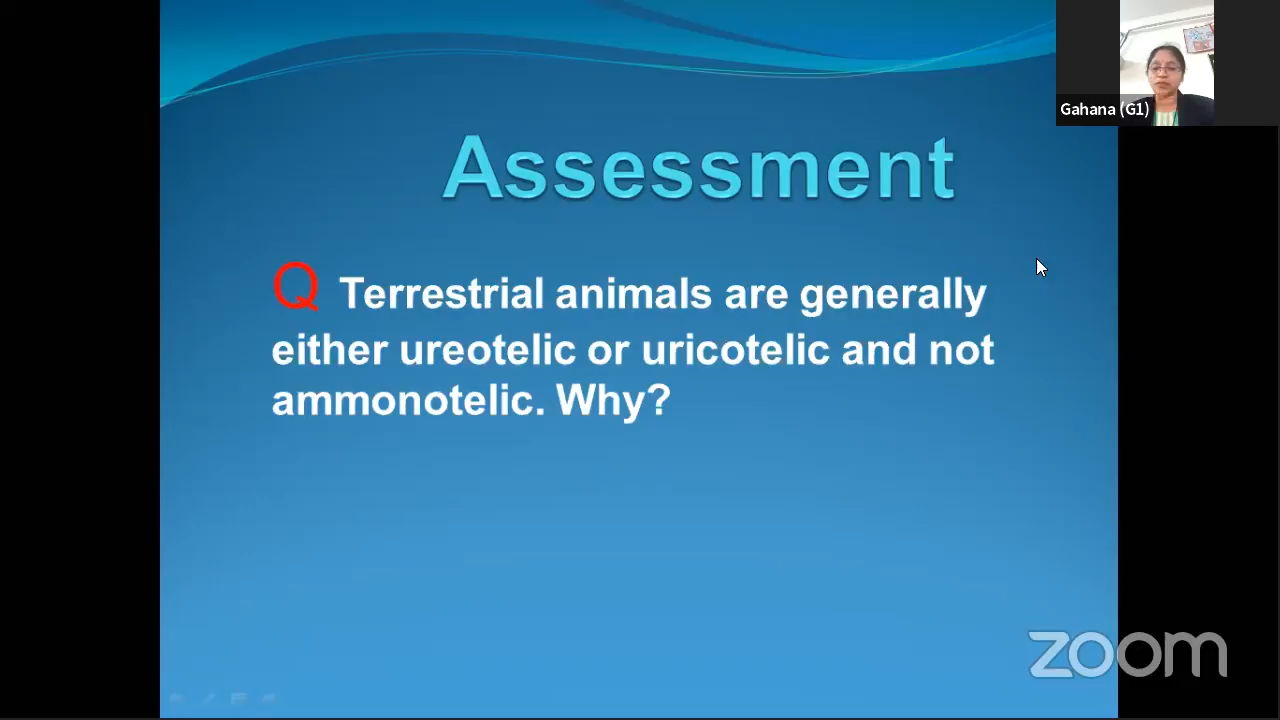 Gahana (G1)
Assessment
Q Terrestrial animals are generally
either ureotelic or uricotelic and not
ammonotelic. Why?
zoom